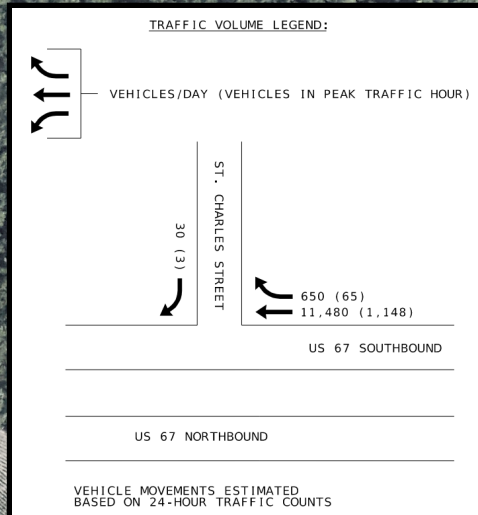 TRAFFIC VOLUME LEGEND:
VEHICLES/DAY (VEHICLES IN PEAK TRAFFIC HOUR)
ST. CHARLES STREET
30 (3)
650 (65)
11,480 (1,148)
US 67 SOUTHBOUND
US 67 NORTHBOUND
VEHICLE MOVEMENTS ESTIMATED
BASED ON 24-HOUR TRAFFIC COUNTS